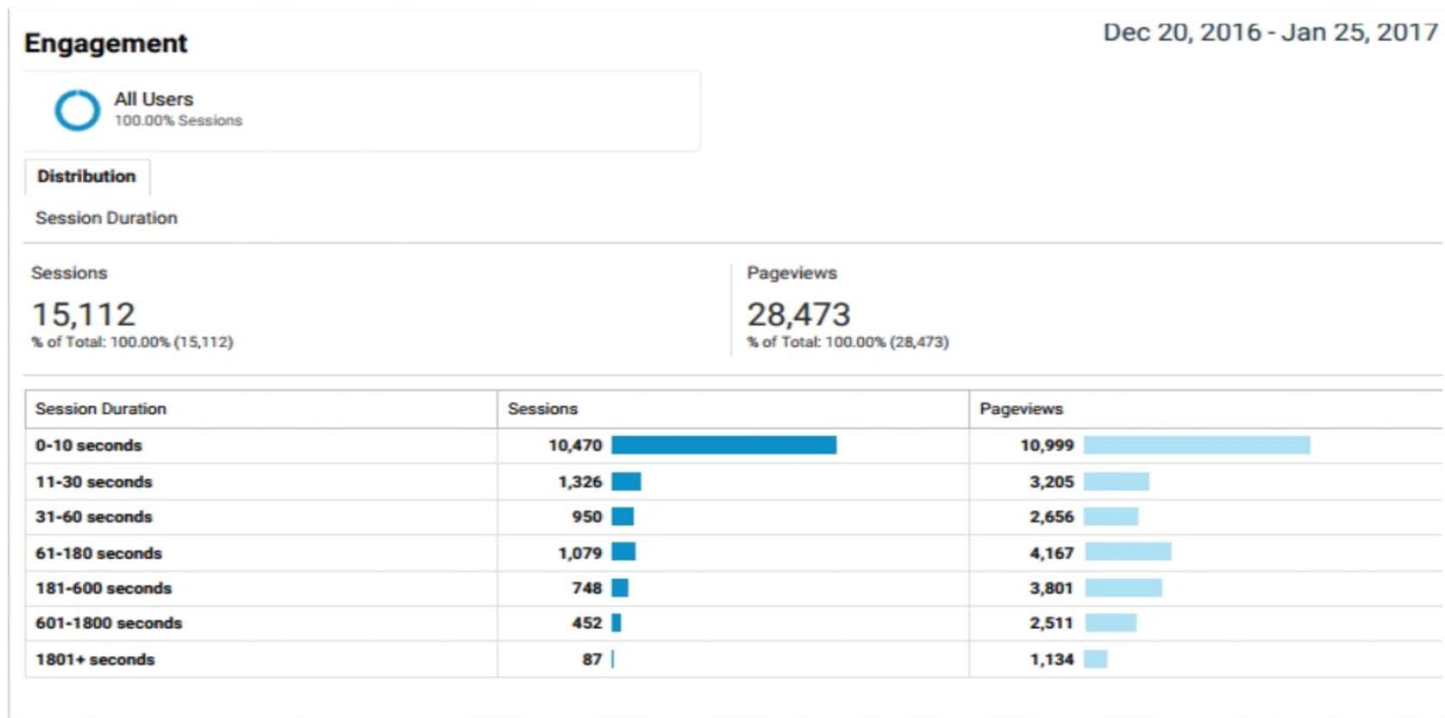 Engagement
Dec 20, 2016 - Jan 25, 2017
All Users
100.00% Sessions
Distribution
Session Duration
Sessions
15,112
% of Total: 100.00% (15,112)
Pageviews
28,473
% of Total: 100.00% (28,473)
Session Duration Sessions Pageviews
0-10 seconds 10,470 10,999
11-30 seconds 1,326 3,205
31-60 seconds 950 2,656
61-180 seconds 1,079 4,167
181-600 seconds 748 3,801
601-1800 seconds 452 2,511
1801+ seconds 87 1,134